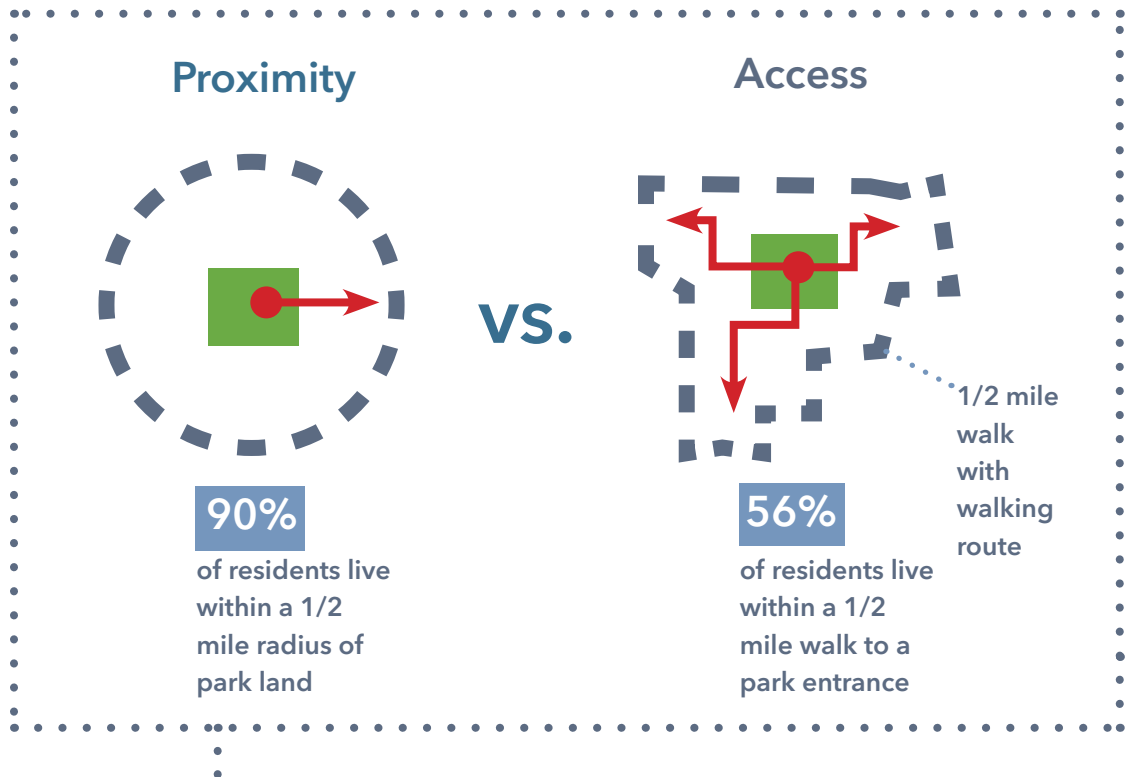 Proximity
90%
of residents live
within a 1/2
mile radius of
park land
vs.
Access
1/2 mile
walk
with
walking
route
56%
of residents live
within a 1/2
mile walk to a
park entrance